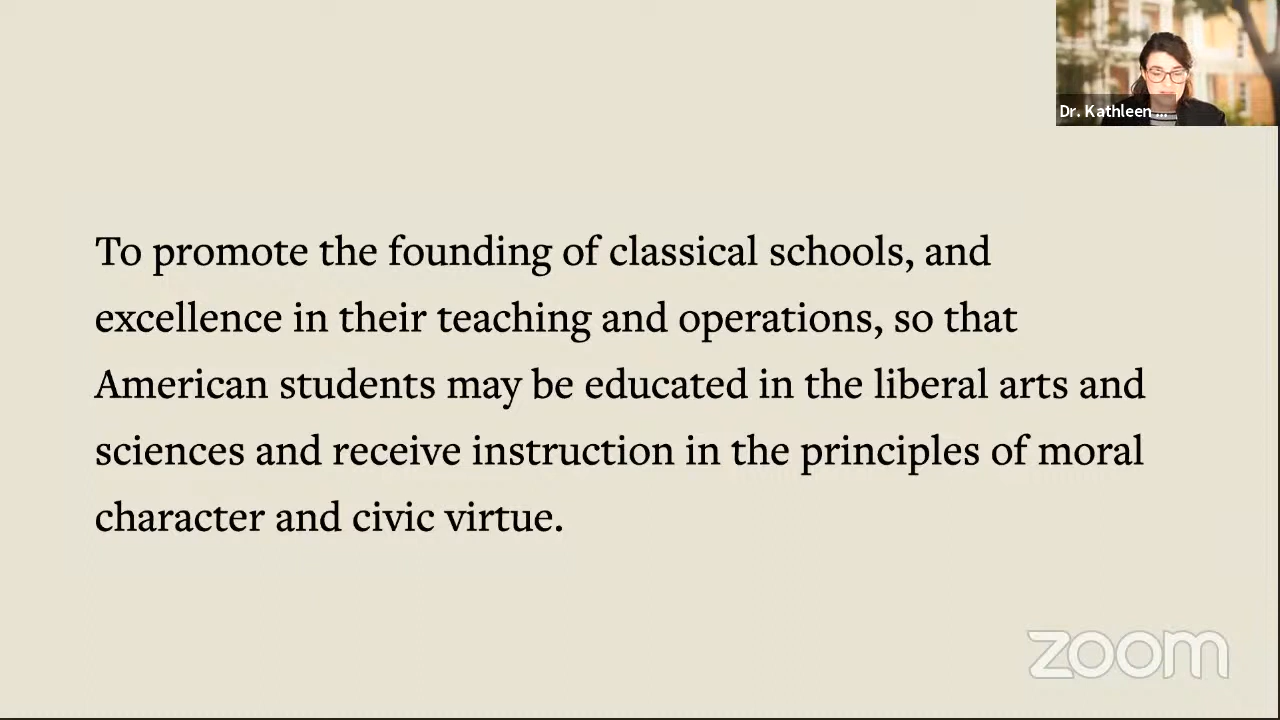 Dr. Kathleen ...
To promote the founding of classical schools, and
excellence in their teaching and operations, so that
American students may be educated in the liberal arts and
sciences and receive instruction in the principles of moral
character and civic virtue.
zoom